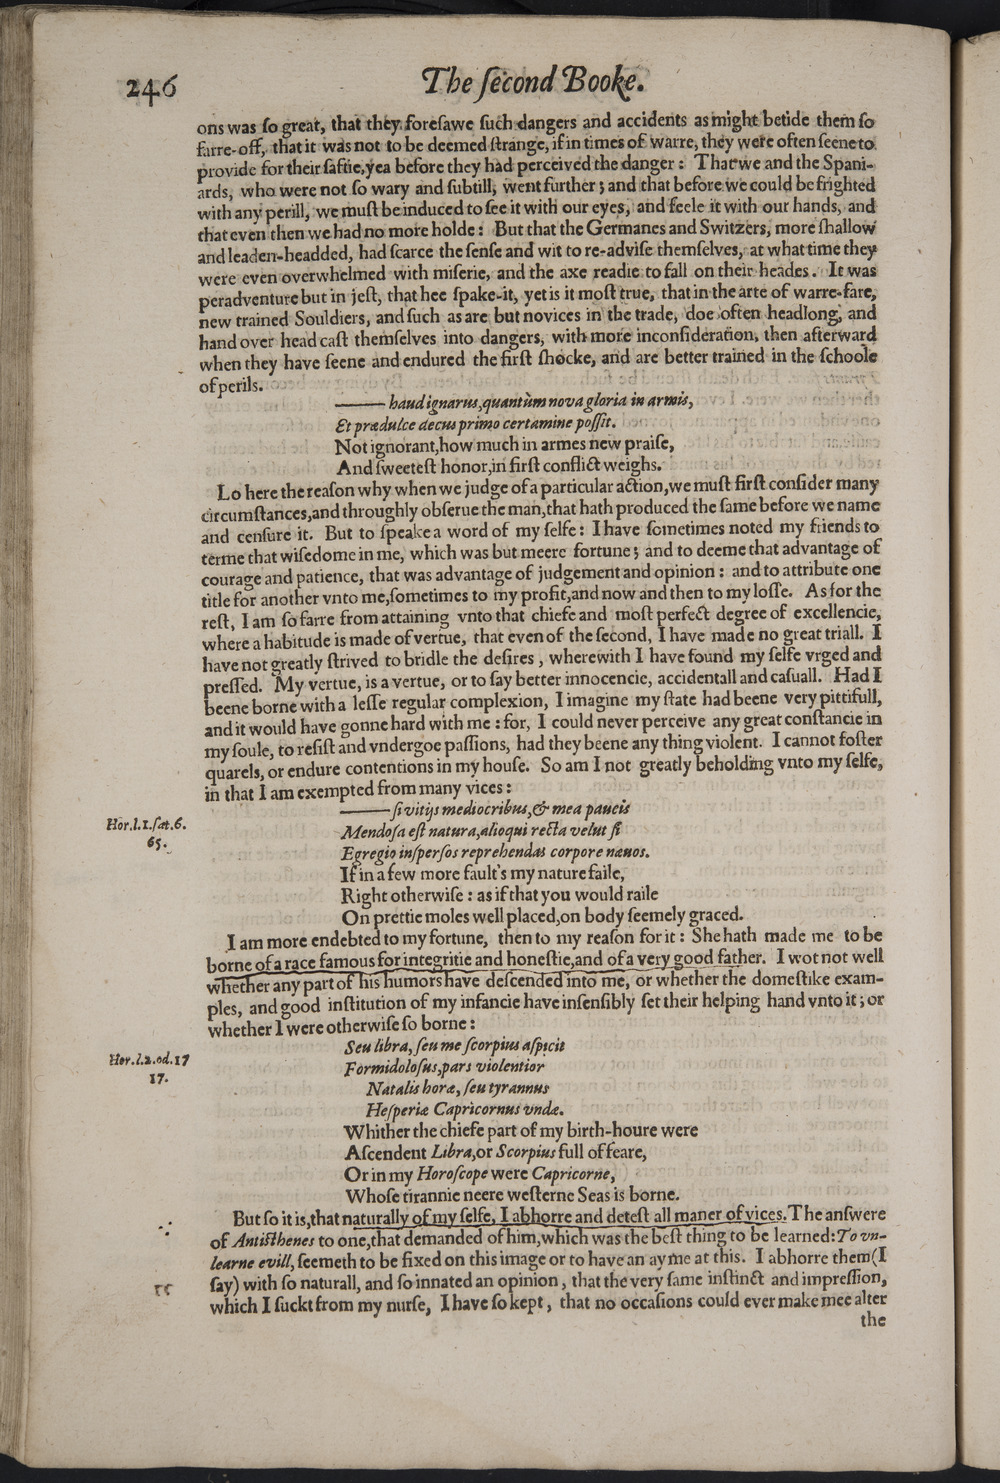 246 The ſecond Booke.
ons was ſo great, that they foreſawe ſuch dangers and accidents as might betide them ſo
farre-off, that it was not to be deemed ſtrange, if in times of warre, they were often ſeene to
provide for their ſaftie, yea before they had perceived the danger: That we and the Spani-
ards, who were not ſo wary and ſubtill, went further; and that before we could be frighted
with any perill, we muſt be induced to ſee it with our eyes, and feele it with our hands, and
that even then we had no more holde: But that the Germanes and Switzers, more ſhallow
and leaden-headded, had ſcarce the ſenſe and wit to re-adviſe themſelves, at what time they
were even overwhelmed with miſerie, and the axe readie to fall on their heades. It was
peradventure but in jeſt, that hee ſpake-it, yet is it moſt true, that in the arte of warre-fare,
new trained Souldiers, and ſuch as are but novices in the trade, doe often headlong, and
hand over head caſt themſelves into dangers, with more inconſideration, then afterward
when they have ſeene and endured the firſt ſhocke, and are better trained in the ſchoole
of perils.
——— haud ignarus, quantùm nova gloria in armis,
Et prædulce decus primo certamine poſſit.
Not ignorant, how much in armes new praiſe,
And ſweeteſt honor, in firſt conflict weighs.
Lo here the reaſon why when we judge of a particular action, we muſt firſt conſider many
circumſtances, and throughly obſerue the man, that hath produced the ſame before we name
and cenſure it. But to ſpeake a word of my ſelfe: I have ſometimes noted my friends to
terme that wiſedome in me, which was but meere fortune; and to deeme that advantage of
courage and patience, that was advantage of judgement and opinion: and to attribute one
title for another vnto me, ſometimes to my profit, and now and then to my loſſe. As for the
reſt, I am ſo farre from attaining vnto that chiefe and moſt perfect degree of excellencie,
where a habitude is made of vertue, that even of the ſecond, I have made no great triall. I
have not greatly ſtrived to bridle the deſires, wherewith I have found my ſelfe vrged and
preſſed. My vertue, is a vertue, or to ſay better innocencie, accidentall and caſuall. Had I
beene borne with a leſſe regular complexion, I imagine my ſtate had beene very pittifull,
and it would have gonne hard with me: for, I could never perceive any great conſtancie in
my ſoule, to reſiſt and vndergoe paſſions, had they beene any thing violent. I cannot foſter
quarels, or endure contentions in my houſe. So am I not greatly beholding vnto my ſelfe,
in that I am exempted from many vices:
——— ſi vitijs mediocribus, & mea paucis
Hor.l.1.ſat.6.
65.
Mendoſa eſt natura, alioqui recta velut ſi
Egregio inſperſos reprehendas corpore næuos.
If in a few more fault's my nature faile,
Right otherwiſe: as if that you would raile
On prettie moles well placed, on body ſeemely graced.
I am more endebted to my fortune, then to my reaſon for it: She hath made me to be
borne of a race famous for integritie and honeſtie, and of a very good father. I wot not well
whether any part of his humors have deſcended into me, or whether the domeſtike exam-
ples, and good inſtitution of my infancie have inſenſibly ſet their helping hand vnto it; or
whether I were otherwiſe ſo borne:
Seu libra, ſeu me ſcorpius aſpicit
Hor.l.2.od.17
17.
Formidoloſus, pars violentior
Natalis horæ, ſeu tyrannus
Heſperiæ Capricornus vndæ.
Whither the chiefe part of my birth-houre were
Aſcendent Libra, or Scorpius full of feare,
Or in my Horoſcope were Capricorne,
Whoſe tirannie neere weſterne Seas is borne.
But ſo it is, that naturally of my ſelfe, I abhorre and deteſt all maner of vices. The anſwere
of Antiſthenes to one, that demanded of him, which was the beſt thing to be learned: To vn-
learne evill, ſeemeth to be fixed on this image or to have an ayme at this. I abhorre them (I
ſay) with ſo naturall, and ſo innated an opinion, that the very ſame inſtinct and impreſſion,
which I ſuckt from my nurſe, I have ſo kept, that no occaſions could ever make mee alter
the